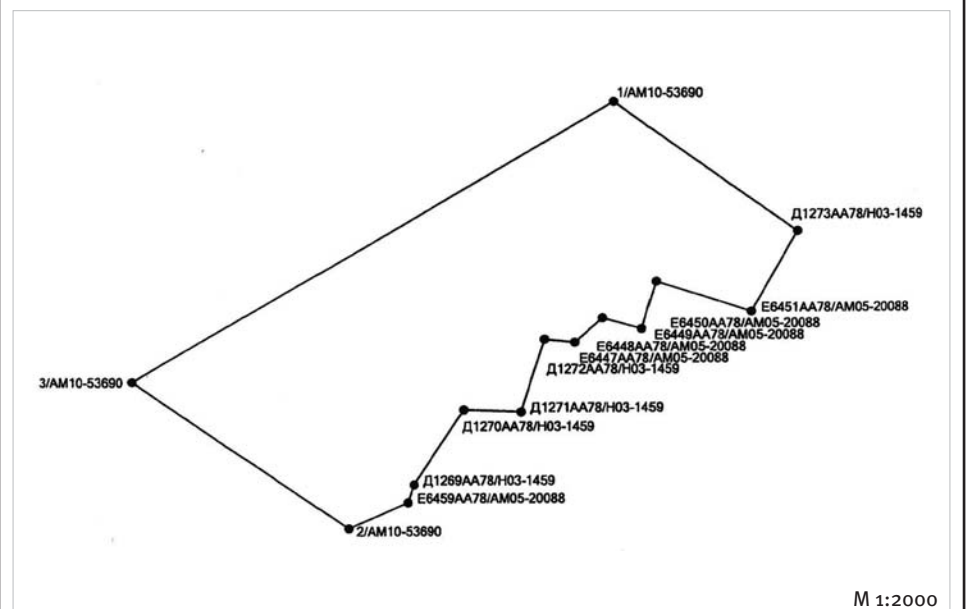 1/АМ10-53690
Д1273АА78/Н03-1459
Е6451АА78/АМ05-20088
Е6450АА78/АМ05-20088
Е6449АА78/АМ05-20088
Е6448АА78/АМ05-20088
Е6447АА78/АМ05-20088
Д1272АА78/Н03-1459
3/АМ10-53690
Д1271АА78/Н03-1459
Д1270АА78/Н03-1459
Д1269АА78/Н03-1459
Е6459АА78/АМ05-20088
2/АМ10-53690
М 1:2000